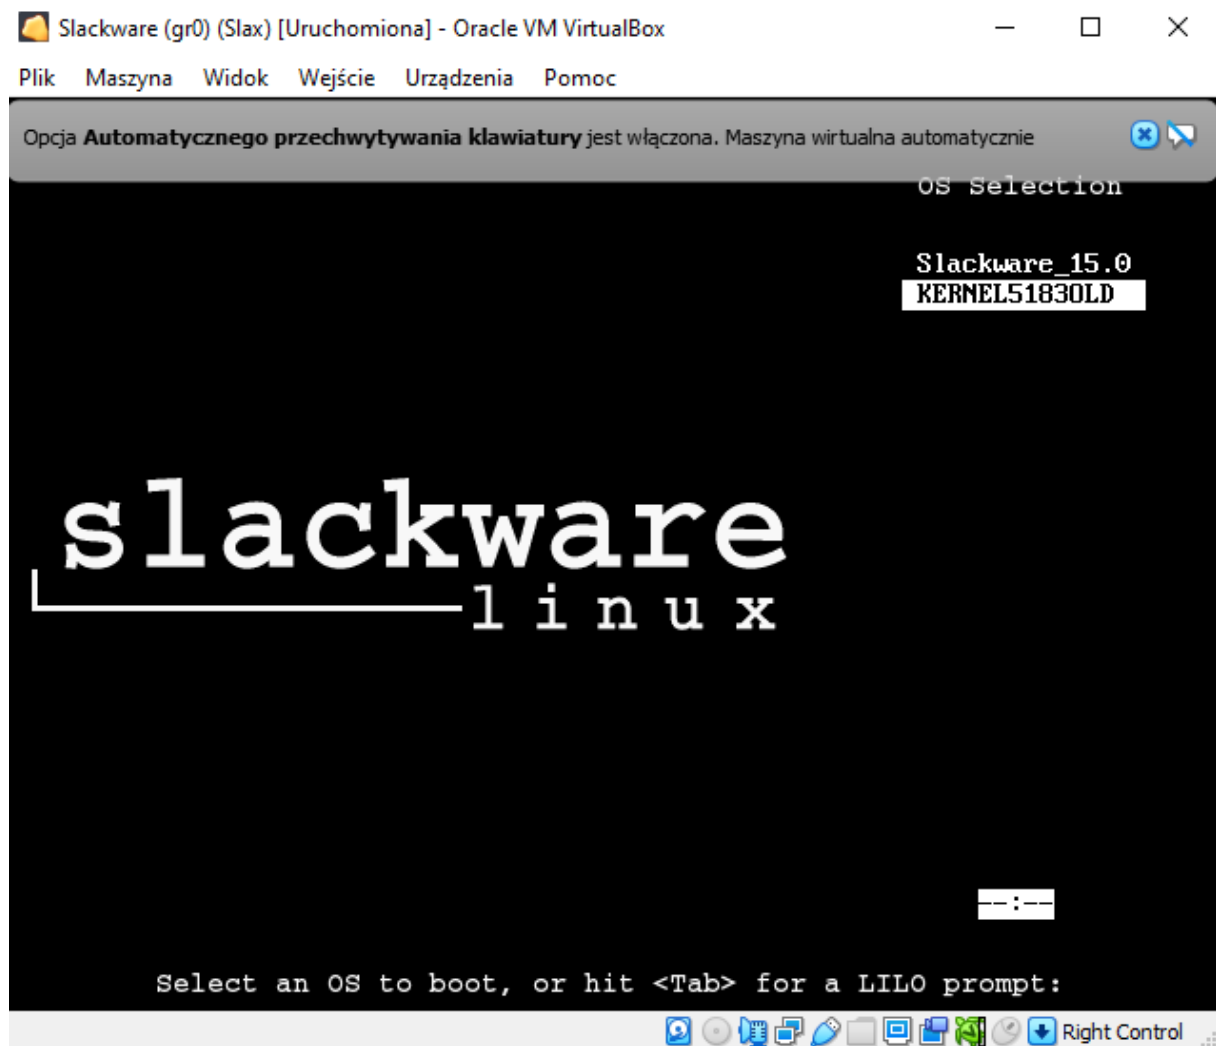 Slackware (gr0) (Slax) [Uruchomiona] - Oracle VM VirtualBox
Plik Maszyna Widok Wejście Urządzenia Pomoc
Opcja Automatycznego przechwytywania klawiatury jest włączona. Maszyna wirtualna automatycznie
OS Selection
Slackware_15.0
KERNEL5183OLD
slackware
linux
--:--
Select an OS to boot, or hit <Tab> for a LILO prompt:
Right Control